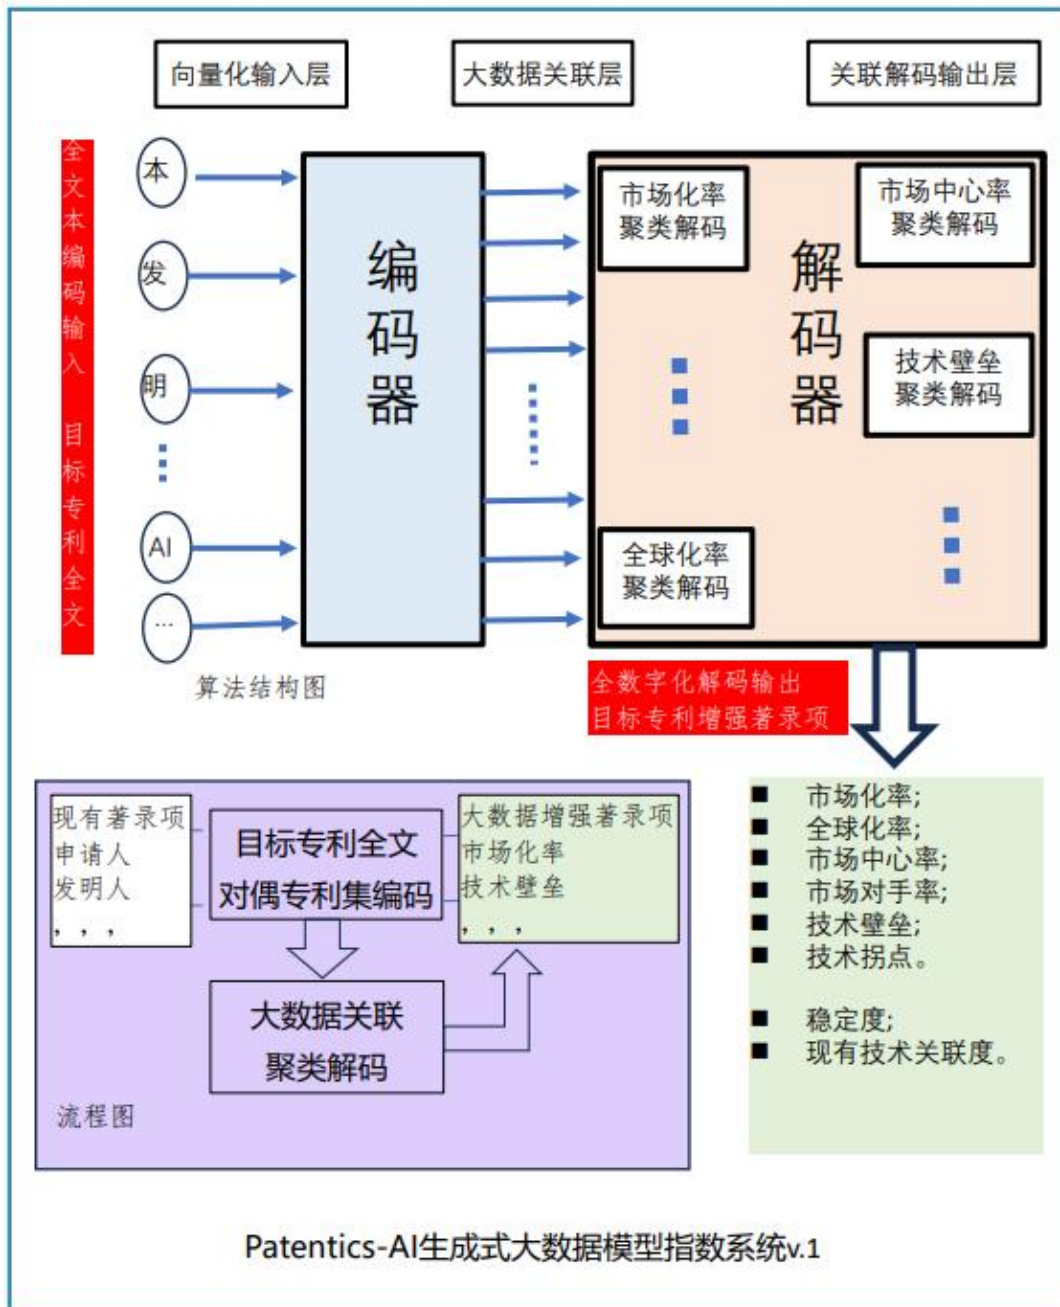 向量化输入层
大数据关联层
关联解码输出层
全文本编码输入 目标专利全文
本
发
明
AI
...
编码器
解码器
市场化率
聚类解码
市场中心率
聚类解码
技术壁垒
聚类解码
全球化率
聚类解码
算法结构图
全数字化解码输出
目标专利增强著录项
现有著录项
申请人
发明人
，，，
目标专利全文
对偶专利集编码
大数据增强著录项
市场化率
技术壁垒
，，，
大数据关联
聚类解码
流程图
■ 市场化率;
■ 全球化率;
■ 市场中心率;
■ 市场对手率;
■ 技术壁垒;
■ 技术拐点。
■ 稳定度;
■ 现有技术关联度。
Patentics-AI生成式大数据模型指数系统v.1